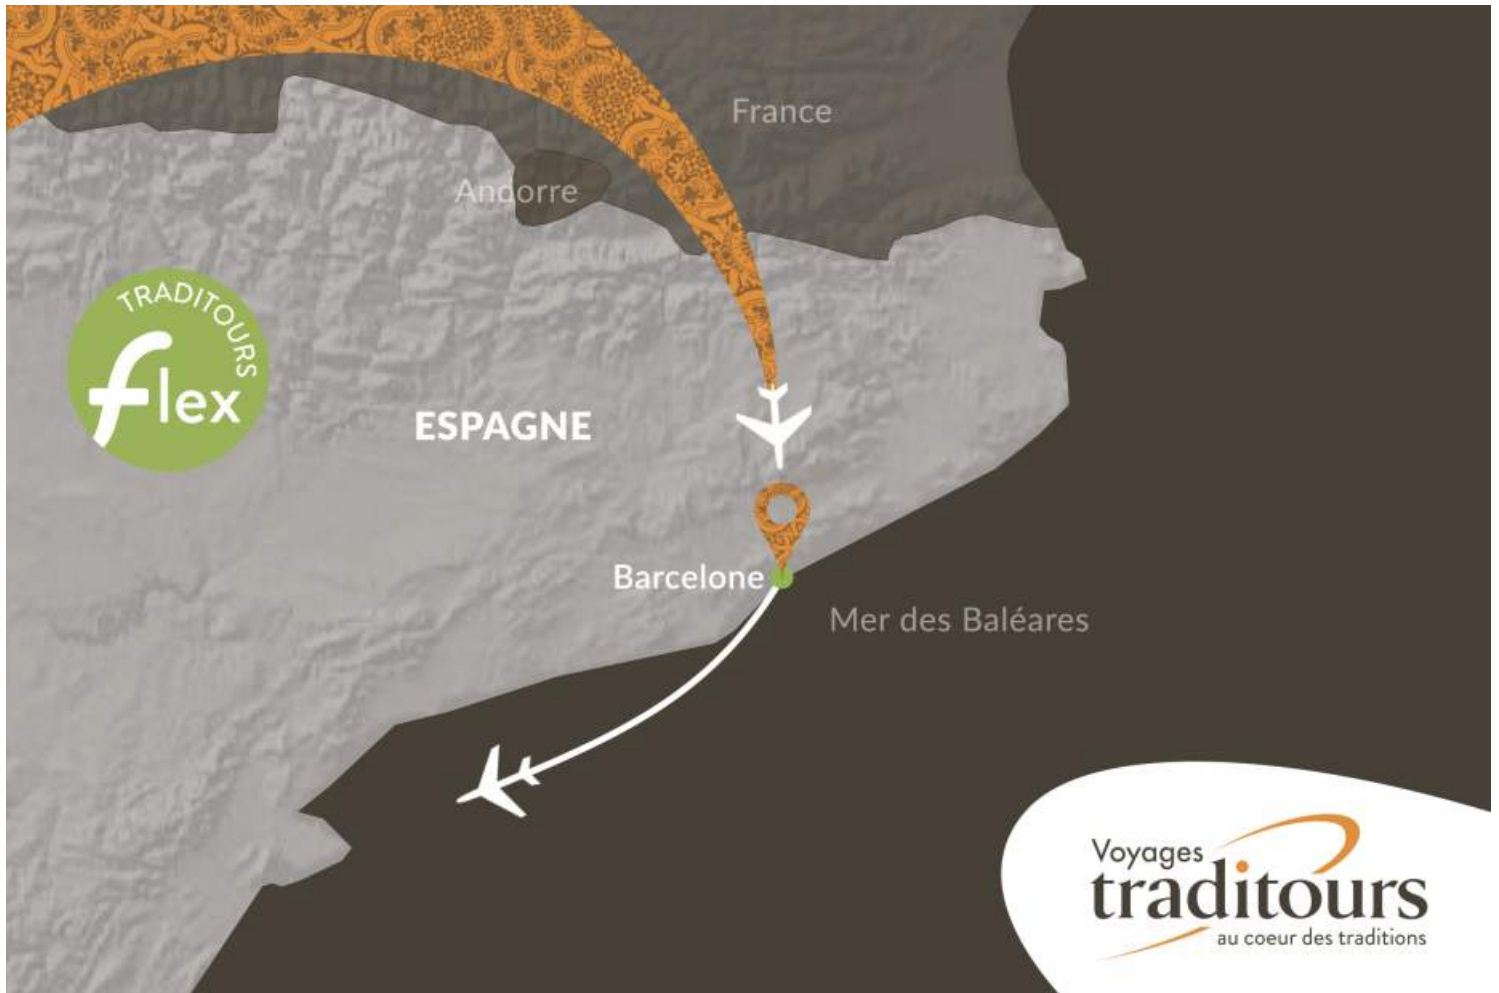 France
Andorre
TRADITOURS
flex
ESPAGNE
Barcelone
Mer des Baléares
Voyages
traditours
au coeur des traditions